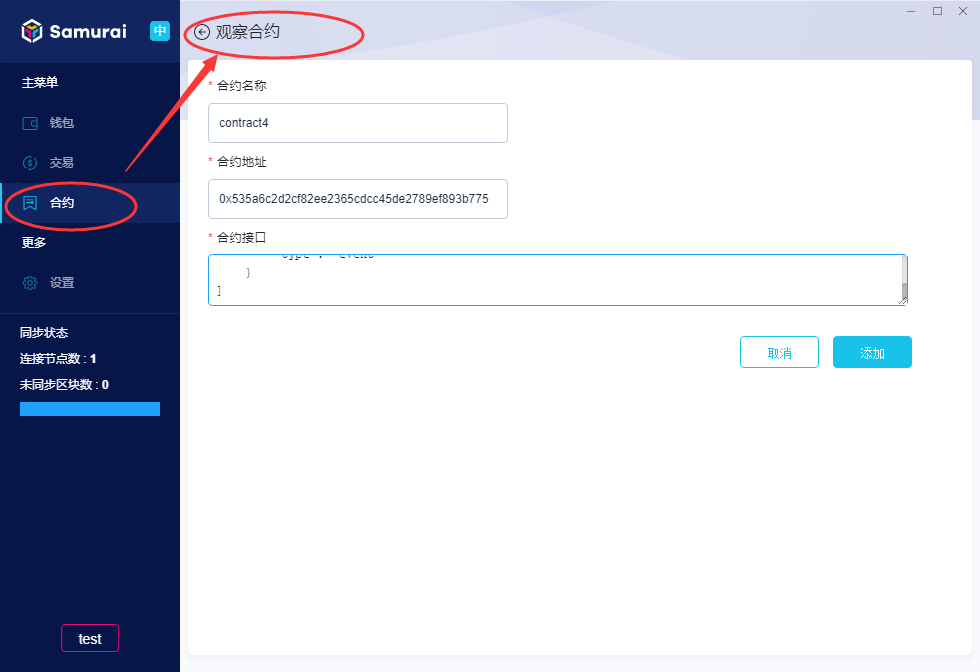 Samurai
中
主菜单
钱包
交易
合约
更多
设置
同步状态
连接节点数 : 1
未同步区块数 : 0
test
观察合约
* 合约名称
contract4
* 合约地址
0x535a6c2d2cf82ee2365cdcc45de2789ef893b775
* 合约接口
}
]
取消
添加